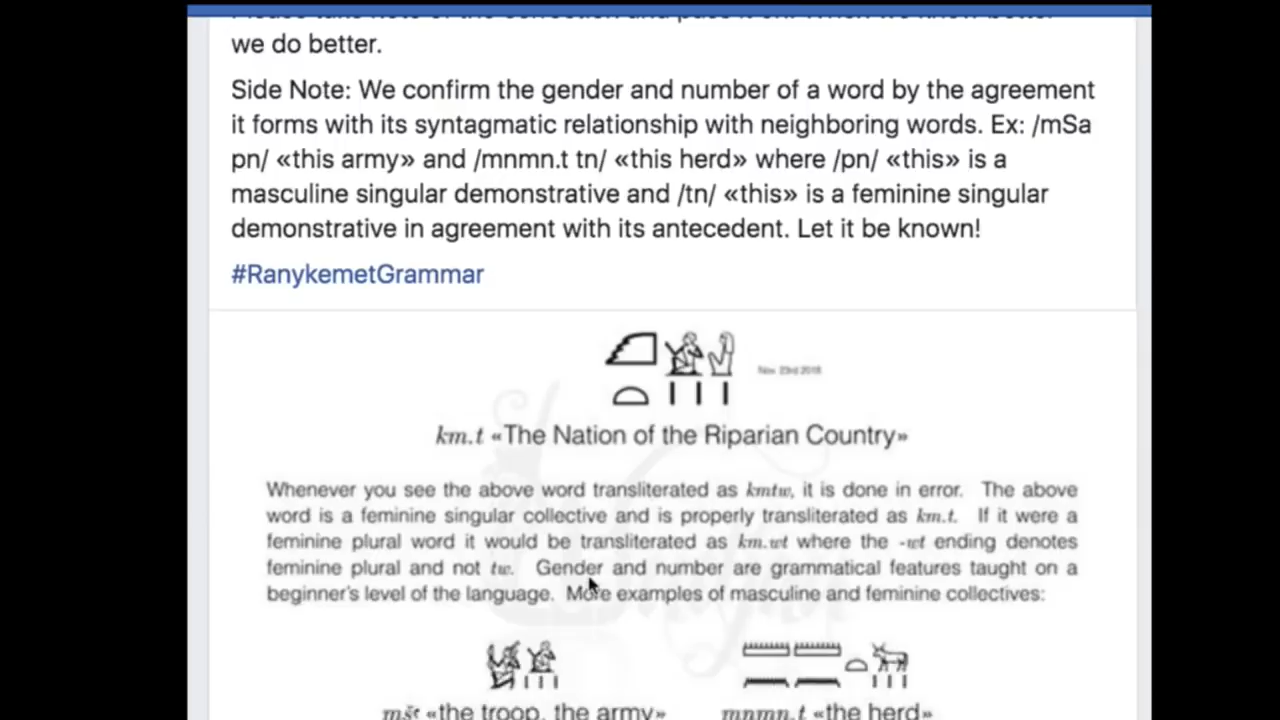 we do better.
Side Note: We confirm the gender and number of a word by the agreement
it forms with its syntagmatic relationship with neighboring words. Ex: /mSa
pn/ «this army» and /mnmn.t tn/ «this herd» where /pn/ «this» is a
masculine singular demonstrative and /tn/ «this» is a feminine singular
demonstrative in agreement with its antecedent. Let it be known!
#RanykemetGrammar
Nov. 23rd 2018
km.t «The Nation of the Riparian Country»
Whenever you see the above word transliterated as kmtw, it is done in error. The above
word is a feminine singular collective and is properly transliterated as km.t. If it were a
feminine plural word it would be transliterated as km.wt where the -wt ending denotes
feminine plural and not tw. Gender and number are grammatical features taught on a
beginner's level of the language. More examples of masculine and feminine collectives:
mšꜥ «the troop, the army»
mnmn.t «the herd»